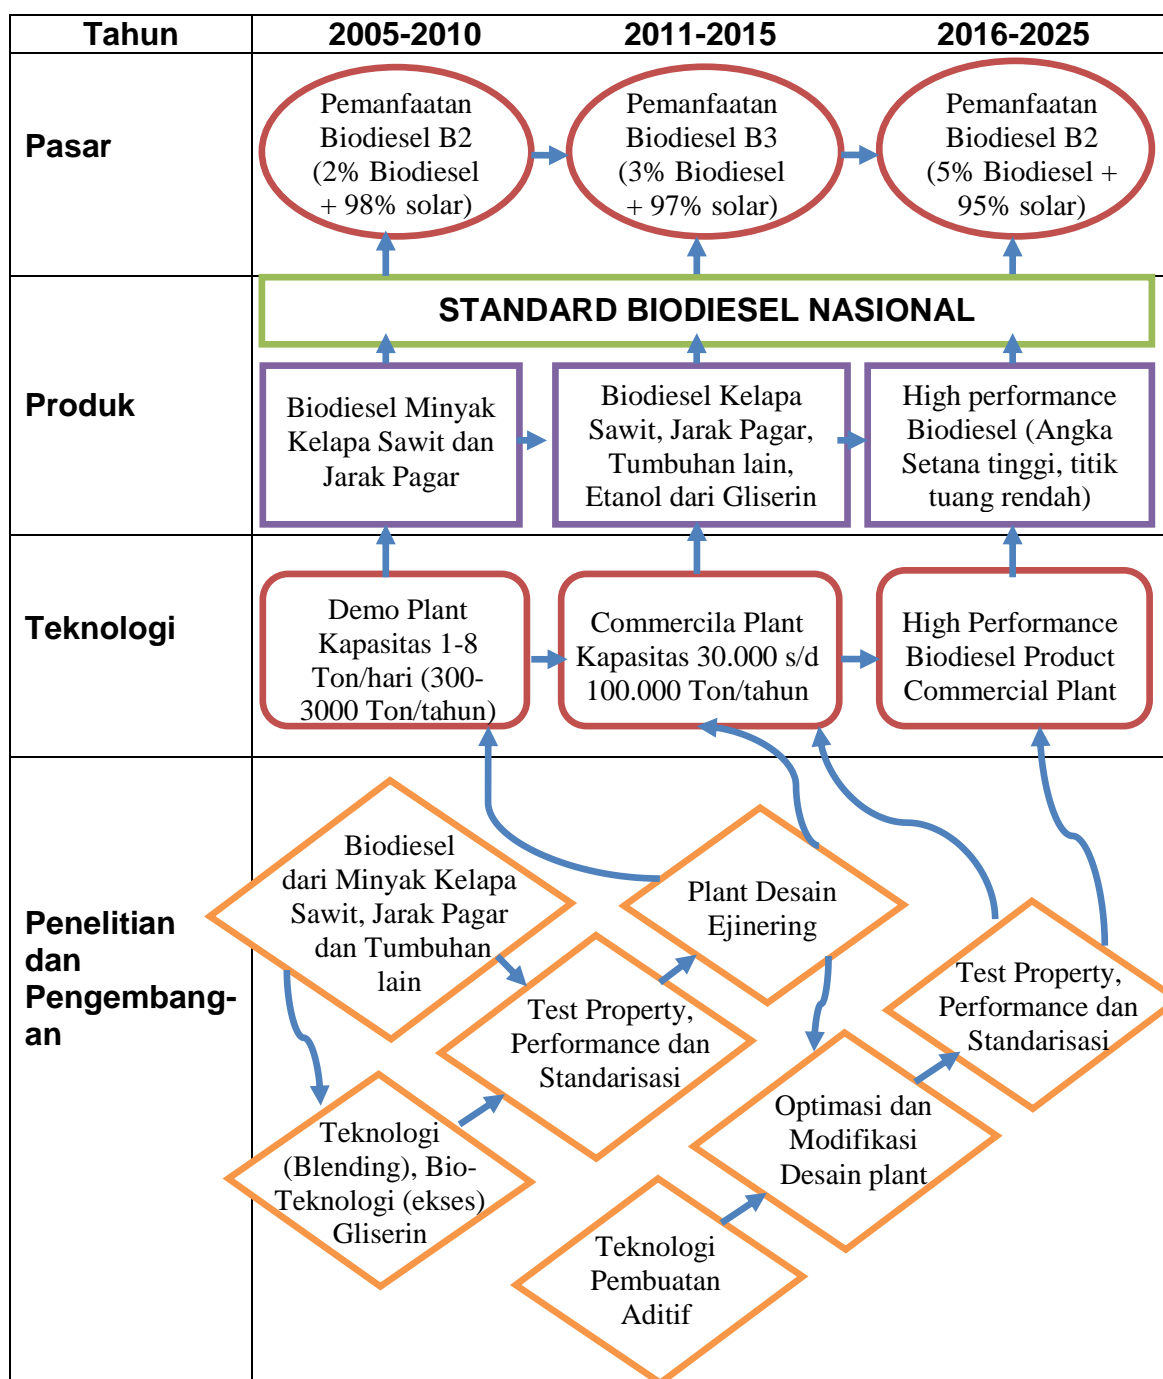 Tahun
2005-2010
2011-2015
2016-2025
Pasar
Pemanfaatan
Biodiesel B2
(2% Biodiesel
+ 98% solar)
Pemanfaatan
Biodiesel B3
(3% Biodiesel
+ 97% solar)
Pemanfaatan
Biodiesel B2
(5% Biodiesel +
95% solar)
STANDARD BIODIESEL NASIONAL
Produk
Biodiesel Minyak
Kelapa Sawit dan
Jarak Pagar
Biodiesel Kelapa
Sawit, Jarak Pagar,
Tumbuhan lain,
Etanol dari Gliserin
High performance
Biodiesel (Angka
Setana tinggi, titik
tuang rendah)
Teknologi
Demo Plant
Kapasitas 1-8
Ton/hari (300-
3000 Ton/tahun)
Commercila Plant
Kapasitas 30.000 s/d
100.000 Ton/tahun
High Performance
Biodiesel Product
Commercial Plant
Penelitian
dan
Pengembang-
an
Biodiesel
dari Minyak Kelapa
Sawit, Jarak Pagar
dan Tumbuhan
lain
Plant Desain
Ejinering
Test Property,
Performance dan
Standarisasi
Test Property,
Performance dan
Standarisasi
Teknologi
(Blending), Bio-
Teknologi (ekses)
Gliserin
Optimasi dan
Modifikasi
Desain plant
Teknologi
Pembuatan
Aditif